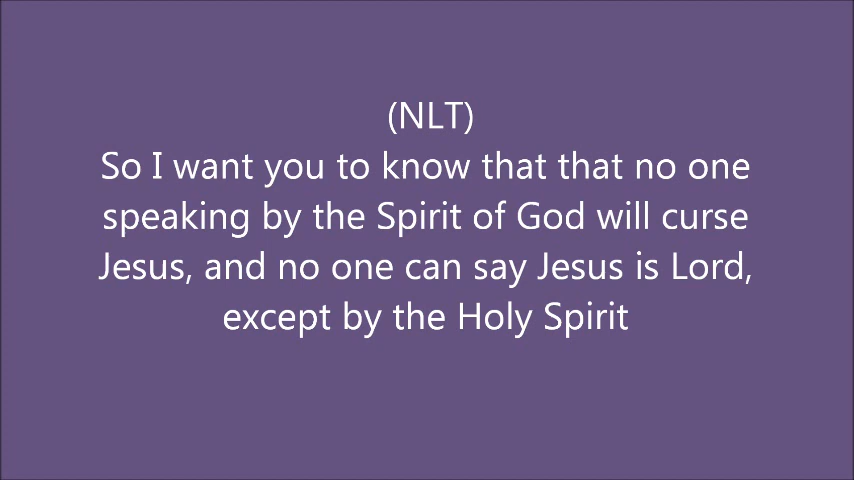 (NLT)
So I want you to know that that no one
speaking by the Spirit of God will curse
Jesus, and no one can say Jesus is Lord,
except by the Holy Spirit